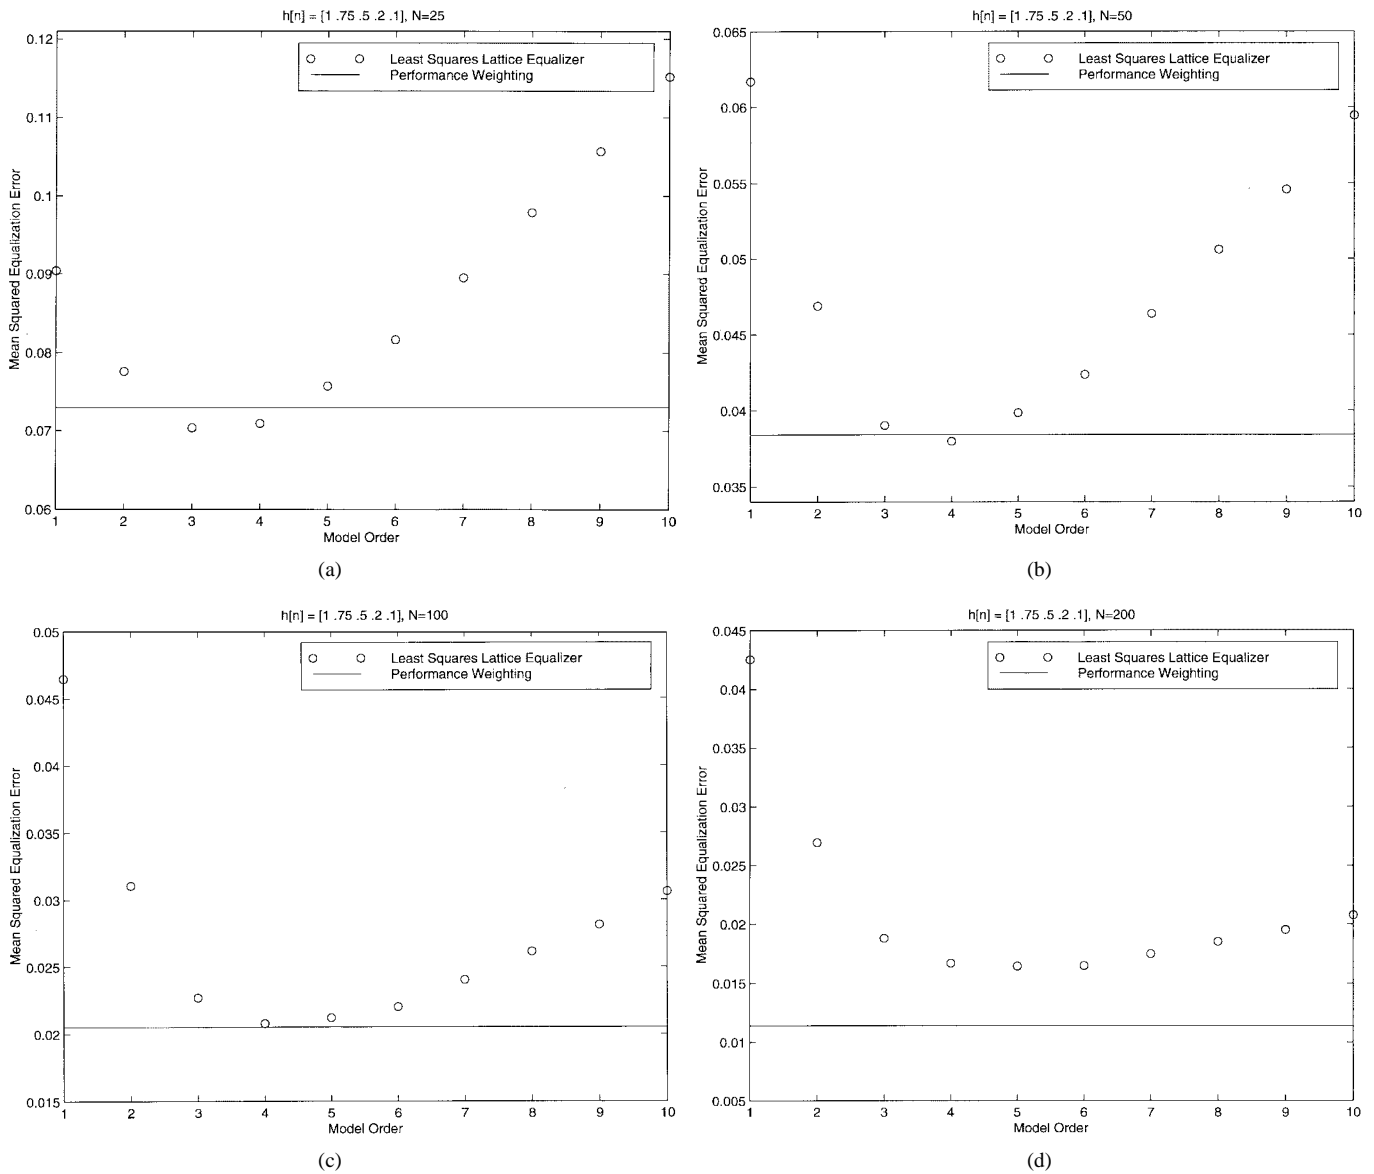 h[n] = [1 .75 .5 .2 .1], N=25
Least Squares Lattice Equalizer
Performance Weighting
Mean Squared Equalization Error
0.12
0.11
0.1
0.09
0.08
0.07
0.06
1 2 3 4 5 6 7 8 9 10
Model Order
(a)
h[n] = [1 .75 .5 .2 .1], N=50
Least Squares Lattice Equalizer
Performance Weighting
Mean Squared Equalization Error
0.065
0.06
0.055
0.05
0.045
0.04
0.035
1 2 3 4 5 6 7 8 9 10
Model Order
(b)
h[n] = [1 .75 .5 .2 .1], N=100
Least Squares Lattice Equalizer
Performance Weighting
Mean Squared Equalization Error
0.05
0.045
0.04
0.035
0.03
0.025
0.02
0.015
1 2 3 4 5 6 7 8 9 10
Model Order
(c)
h[n] = [1 .75 .5 .2 .1], N=200
Least Squares Lattice Equalizer
Performance Weighting
Mean Squared Equalization Error
0.045
0.04
0.035
0.03
0.025
0.02
0.015
0.01
0.005
1 2 3 4 5 6 7 8 9 10
Model Order
(d)